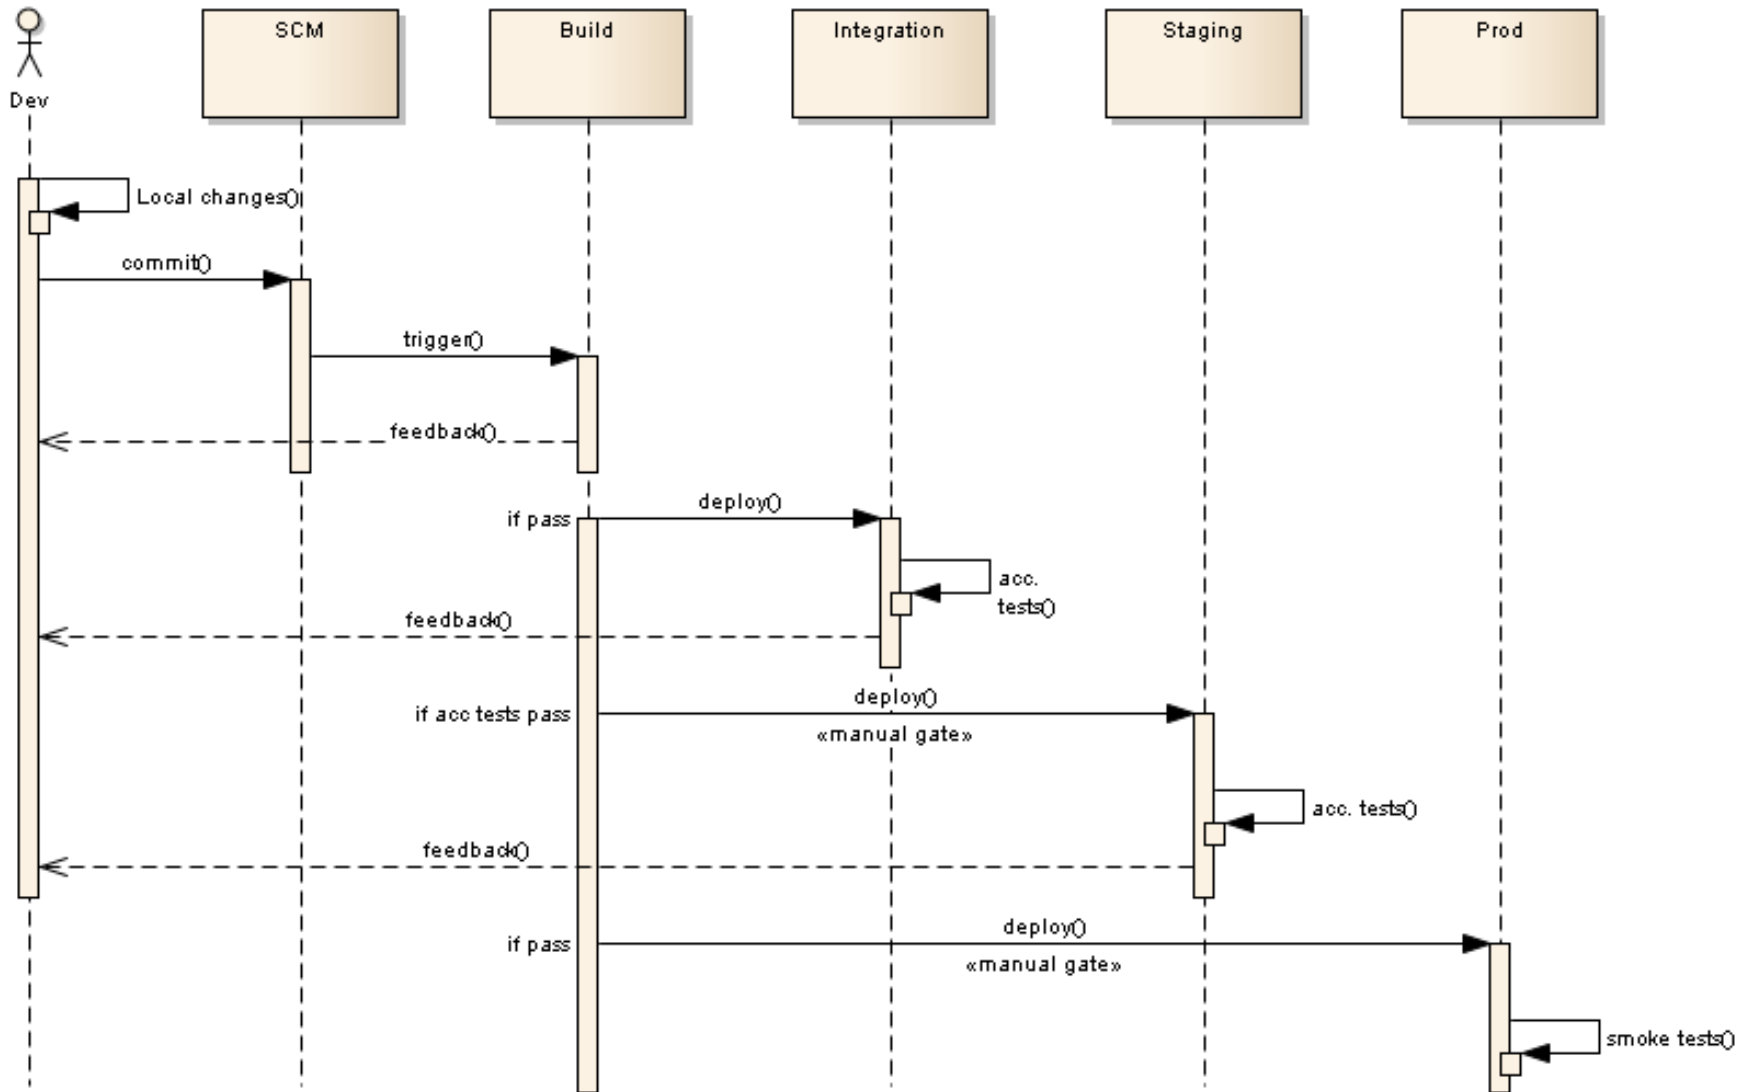 SCM
Build
Integration
Staging
Prod
Dev
Local changes()
commit()
trigger()
feedback()
if pass
deploy()
acc.
tests()
feedback()
if acc tests pass
deploy()
«manual gate»
acc. tests()
feedback()
if pass
deploy()
«manual gate»
smoke tests()